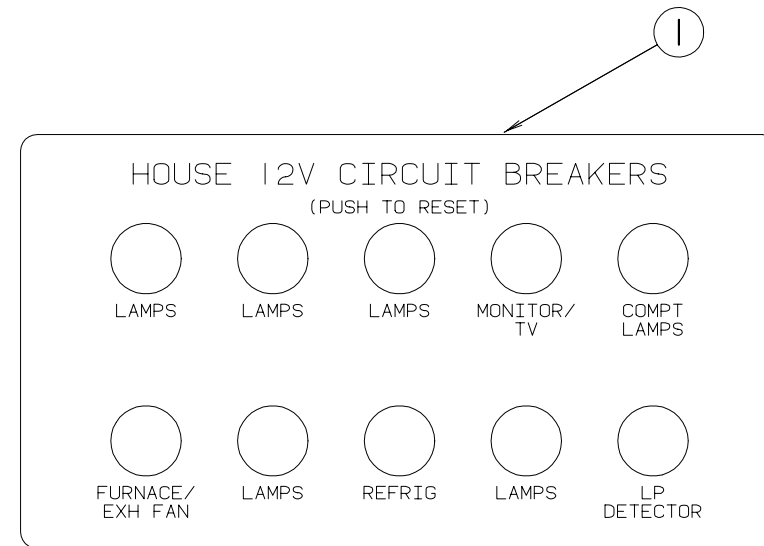 1
HOUSE 12V CIRCUIT BREAKERS
(PUSH TO RESET)
LAMPS LAMPS LAMPS MONITOR/ TV COMPT LAMPS
FURNACE/ EXH FAN LAMPS REFRIG LAMPS LP DETECTOR